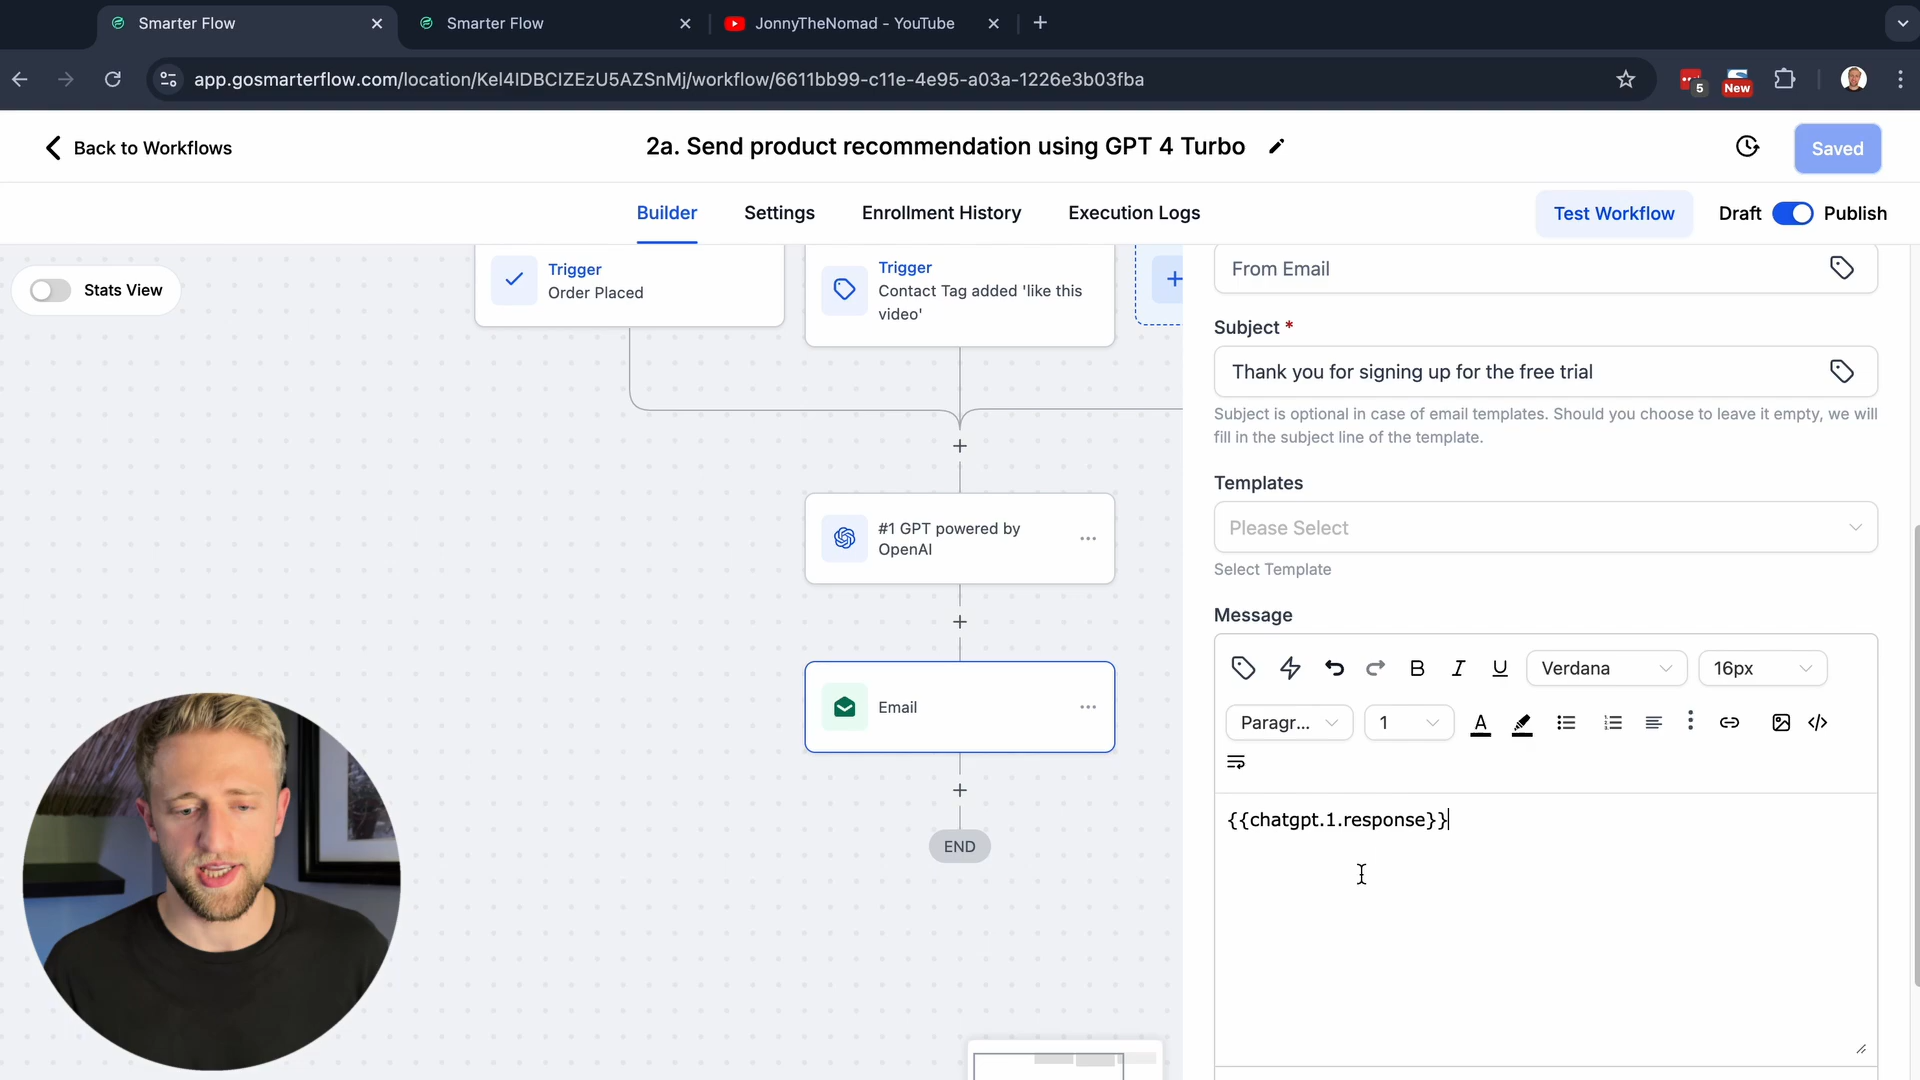 Smarter Flow
Smarter Flow
JonnyTheNomad - YouTube
app.gosmarterflow.com/location/Kel4IDBCIZEzU5AZSnMj/workflow/6611bb99-c11e-4e95-a03a-1226e3b03fba
5
New
Back to Workflows
2a. Send product recommendation using GPT 4 Turbo
Saved
Builder
Settings
Enrollment History
Execution Logs
Test Workflow
Draft
Publish
Stats View
Trigger
Order Placed
Trigger
Contact Tag added 'like this
video'
#1 GPT powered by
OpenAI
Email
END
From Email
Subject *
Thank you for signing up for the free trial
Subject is optional in case of email templates. Should you choose to leave it empty, we will
fill in the subject line of the template.
Templates
Please Select
Select Template
Message
B I U
Verdana
16px
Paragr...
1
A
{{chatgpt.1.response}}